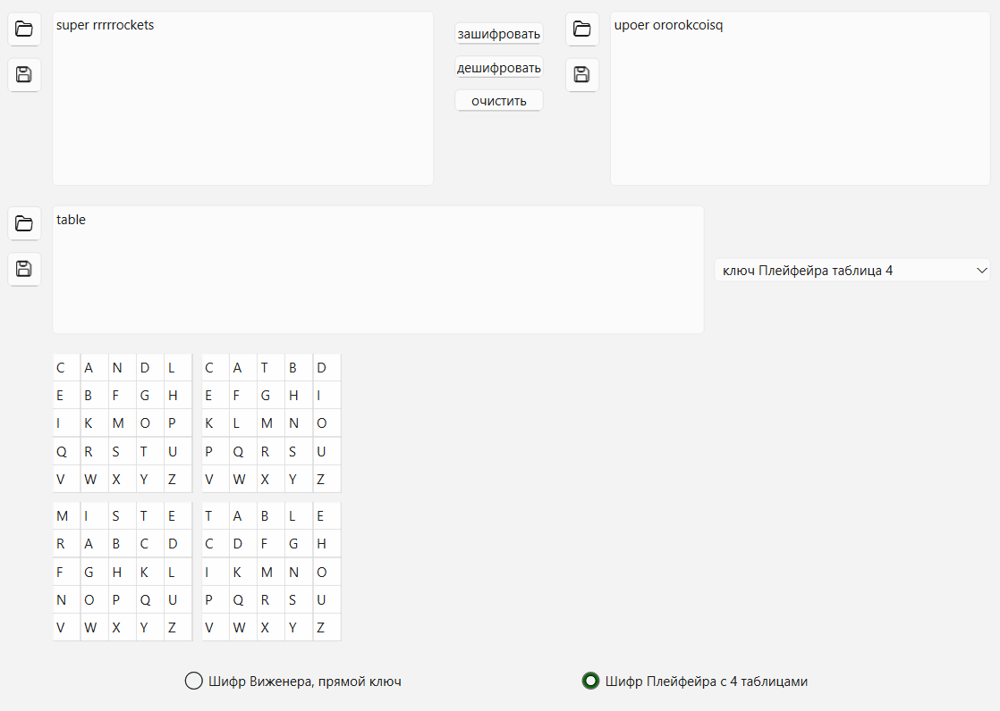 super rrrrrockets
зашифровать
upoer ororokcoisq
дешифровать
очистить
table
ключ Плейфейра таблица 4
C A N D L C A T B D
E B F G H E F G H I
I K M O P K L M N O
Q R S T U P Q R S U
V W X Y Z V W X Y Z
M I S T E T A B L E
R A B C D C D F G H
F G H K L I K M N O
N O P Q U P Q R S U
V W X Y Z V W X Y Z
Шифр Виженера, прямой ключ
Шифр Плейфейра с 4 таблицами